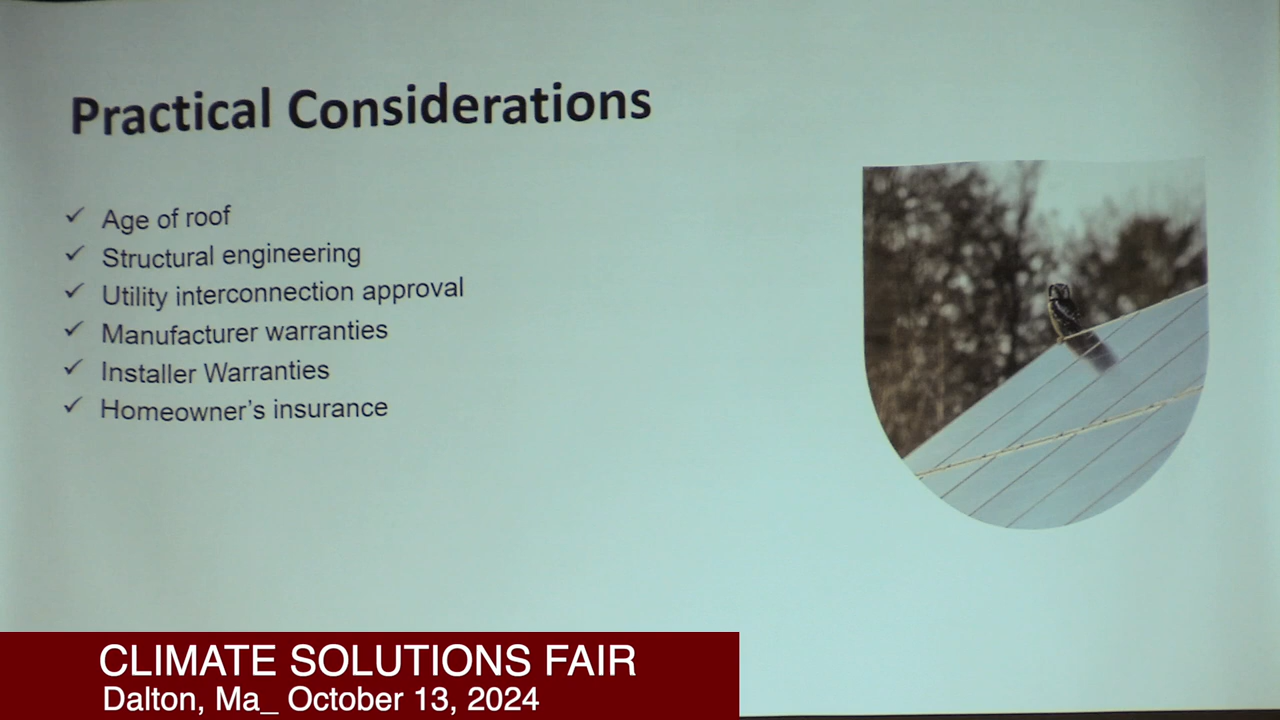 Practical Considerations
✓ Age of roof
✓ Structural engineering
✓ Utility interconnection approval
✓ Manufacturer warranties
✓ Installer Warranties
✓ Homeowner's insurance
CLIMATE SOLUTIONS FAIR
Dalton, Ma_ October 13, 2024